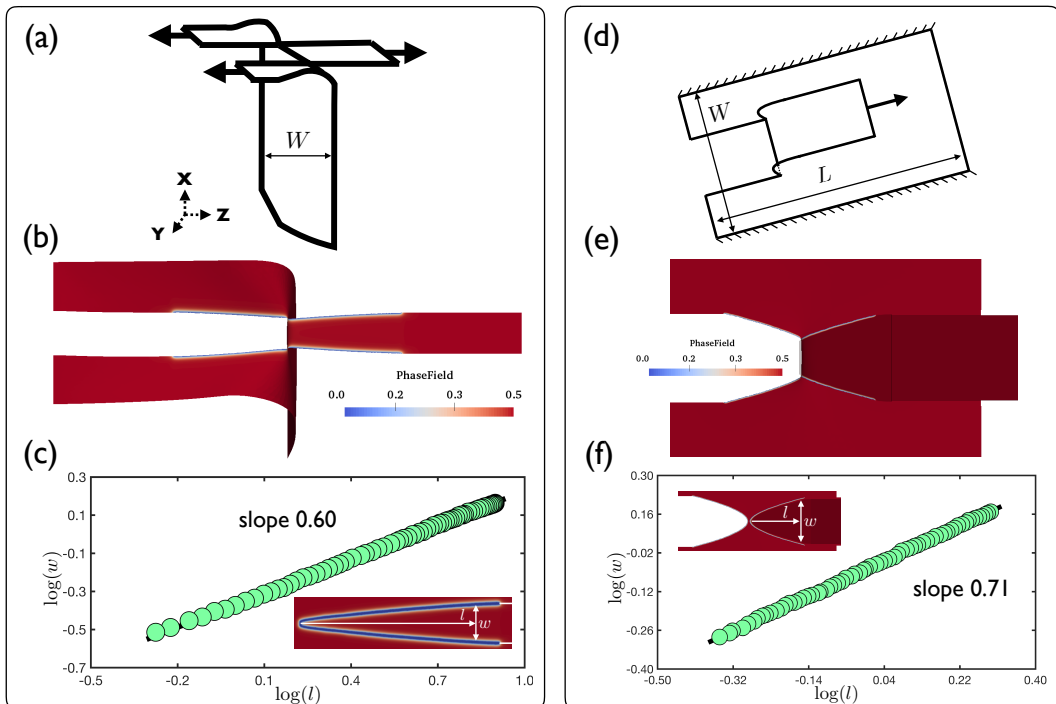 (a)
W
X
Y
Z
(b)
PhaseField
0.0 0.2 0.3 0.5
(c)
0.3
0.1
-0.1
-0.3
-0.5
-0.7
log(w)
slope 0.60
l
w
-0.5 -0.2 0.1 0.4 0.7 1.0
log(l)
(d)
W
L
(e)
PhaseField
0.0 0.2 0.3 0.5
(f)
0.30
0.16
-0.02
-0.12
-0.26
-0.40
log(w)
l
w
slope 0.71
-0.50 -0.32 -0.14 0.04 0.22 0.40
log(l)